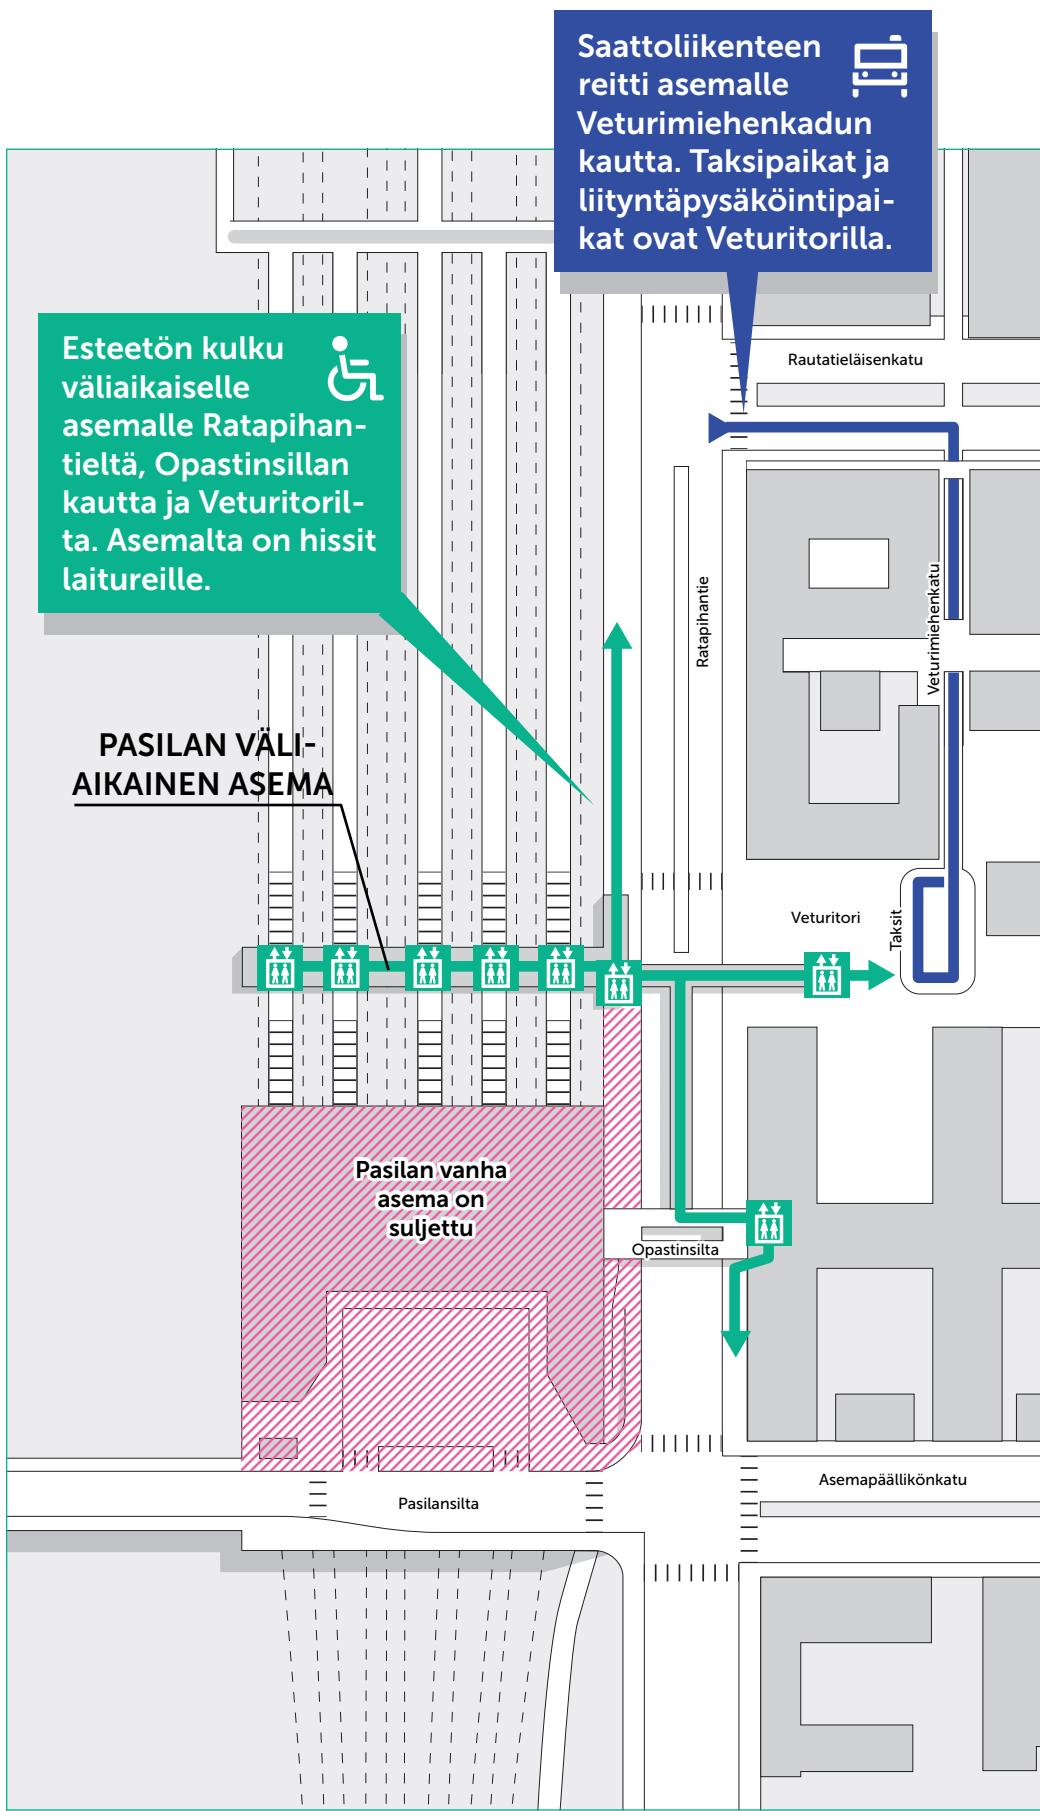 Saattoliikenteen
reitti asemalle
Veturimiehenkadun
kautta. Taksipaikat ja
liityntäpysäköintipai-
kat ovat Veturitorilla.
Esteetön kulku
väliaikaiselle
asemalle Ratapihan-
tieltä, Opastinsillan
kautta ja Veturitoril-
ta. Asemalta on hissit
laitureille.
Rautatieläisenkatu
Ratapihantie
Veturimiehenkatu
PASILAN VÄLI-
AIKAINEN ASEMA
Veturitori
Taksit
Pasilan vanha
asema on
suljettu
Opastinsilta
Asemapäällikönkatu
Pasilansilta